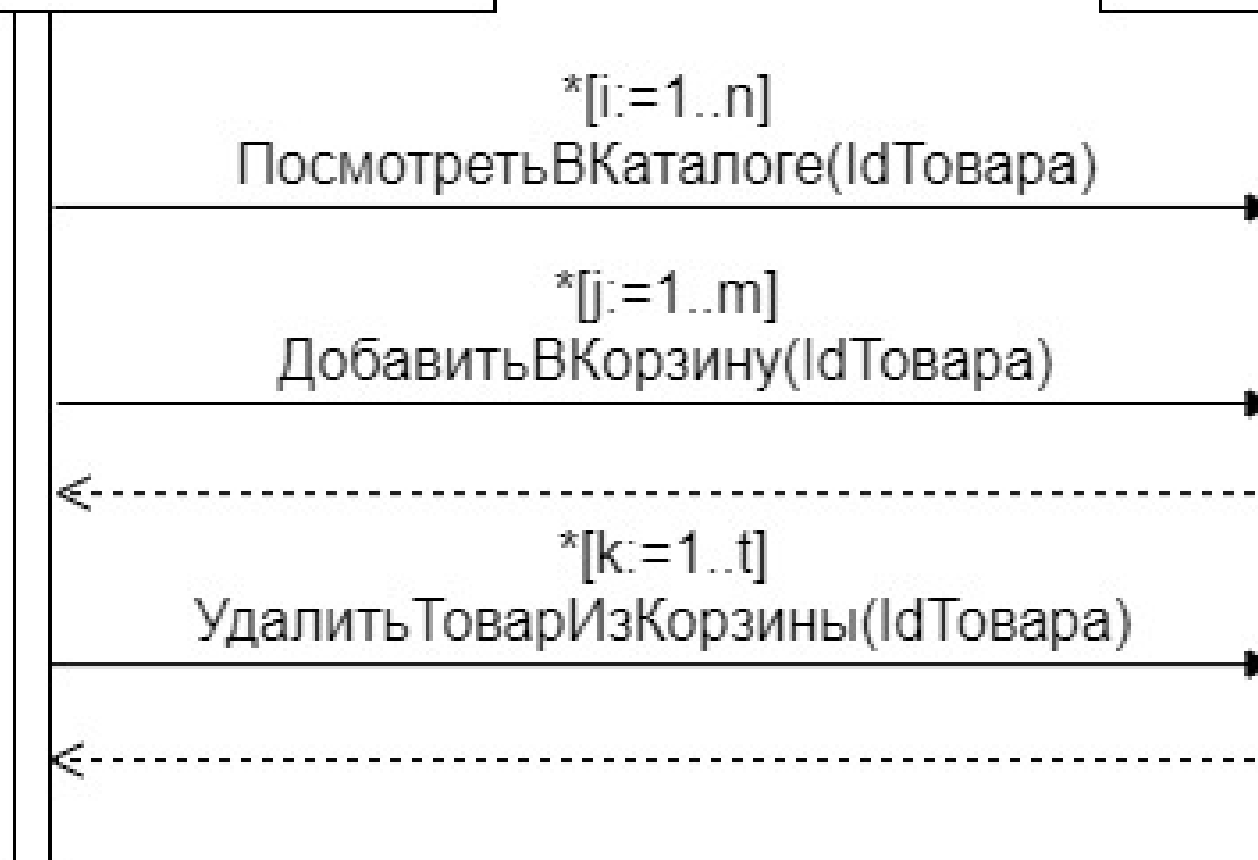 *[i:=1..n]
ПосмотретьВКаталоге(IdТовара)
*[j:=1..m]
ДобавитьВКорзину(IdТовара)
*[k:=1..t]
УдалитьТоварИзКорзины(IdТовара)